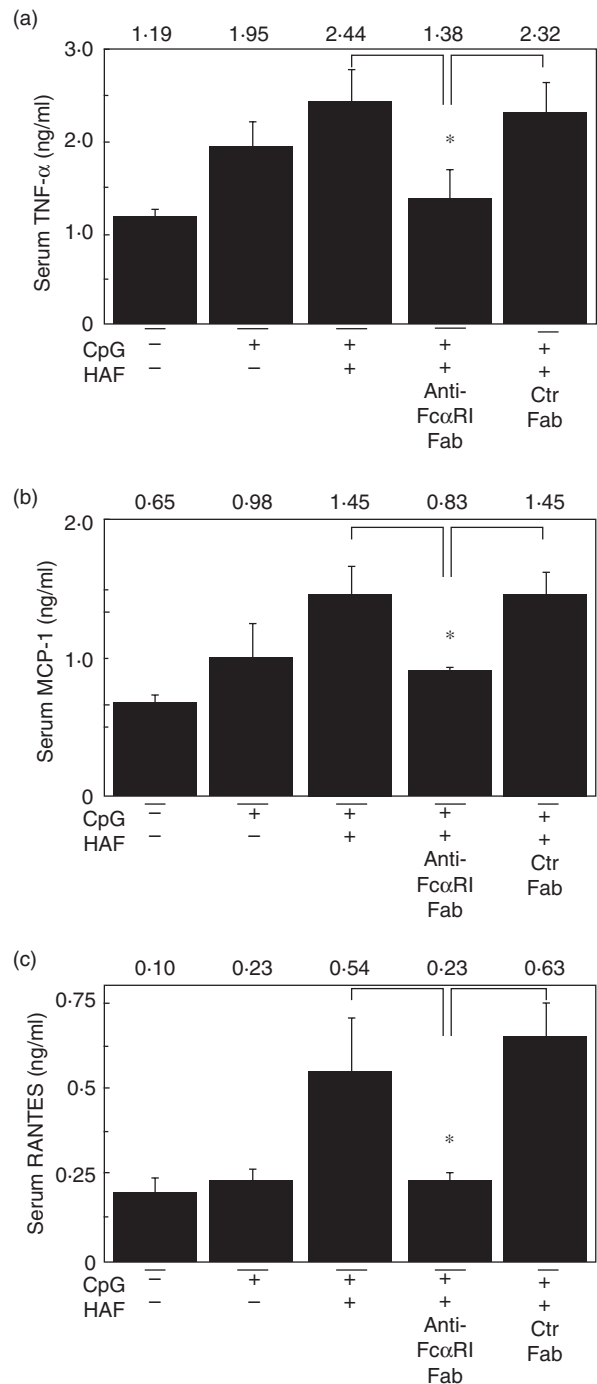 (a)
1·19 1·95 2·44 1·38 2·32
3·0
2·0
1·0
0
Serum TNF-α (ng/ml)
*
CpG – + + + +
HAF – – + + +
Anti-
FcαRI
Fab
Ctr
Fab
(b)
0·65 0·98 1·45 0·83 1·45
2·0
1·0
0
Serum MCP-1 (ng/ml)
*
CpG – + + + +
HAF – – + + +
Anti-
FcαRI
Fab
Ctr
Fab
(c)
0·10 0·23 0·54 0·23 0·63
0·75
0·5
0·25
0
Serum RANTES (ng/ml)
*
CpG – + + + +
HAF – – + + +
Anti-
FcαRI
Fab
Ctr
Fab